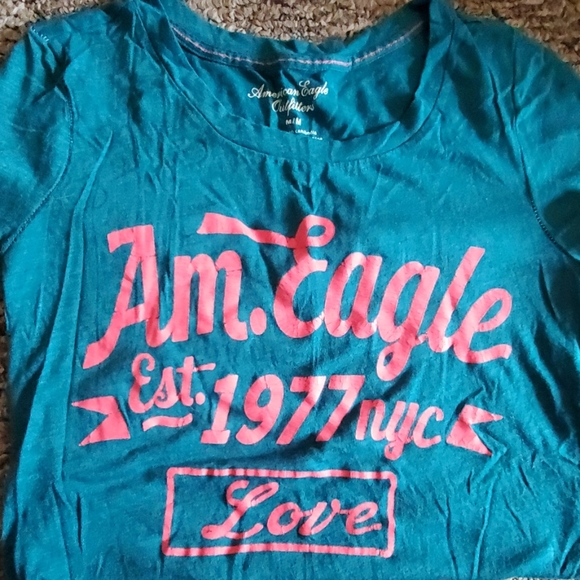 American Eagle
Outfitters
M/M
Am. Eagle
Est. 1977 nyc
Love